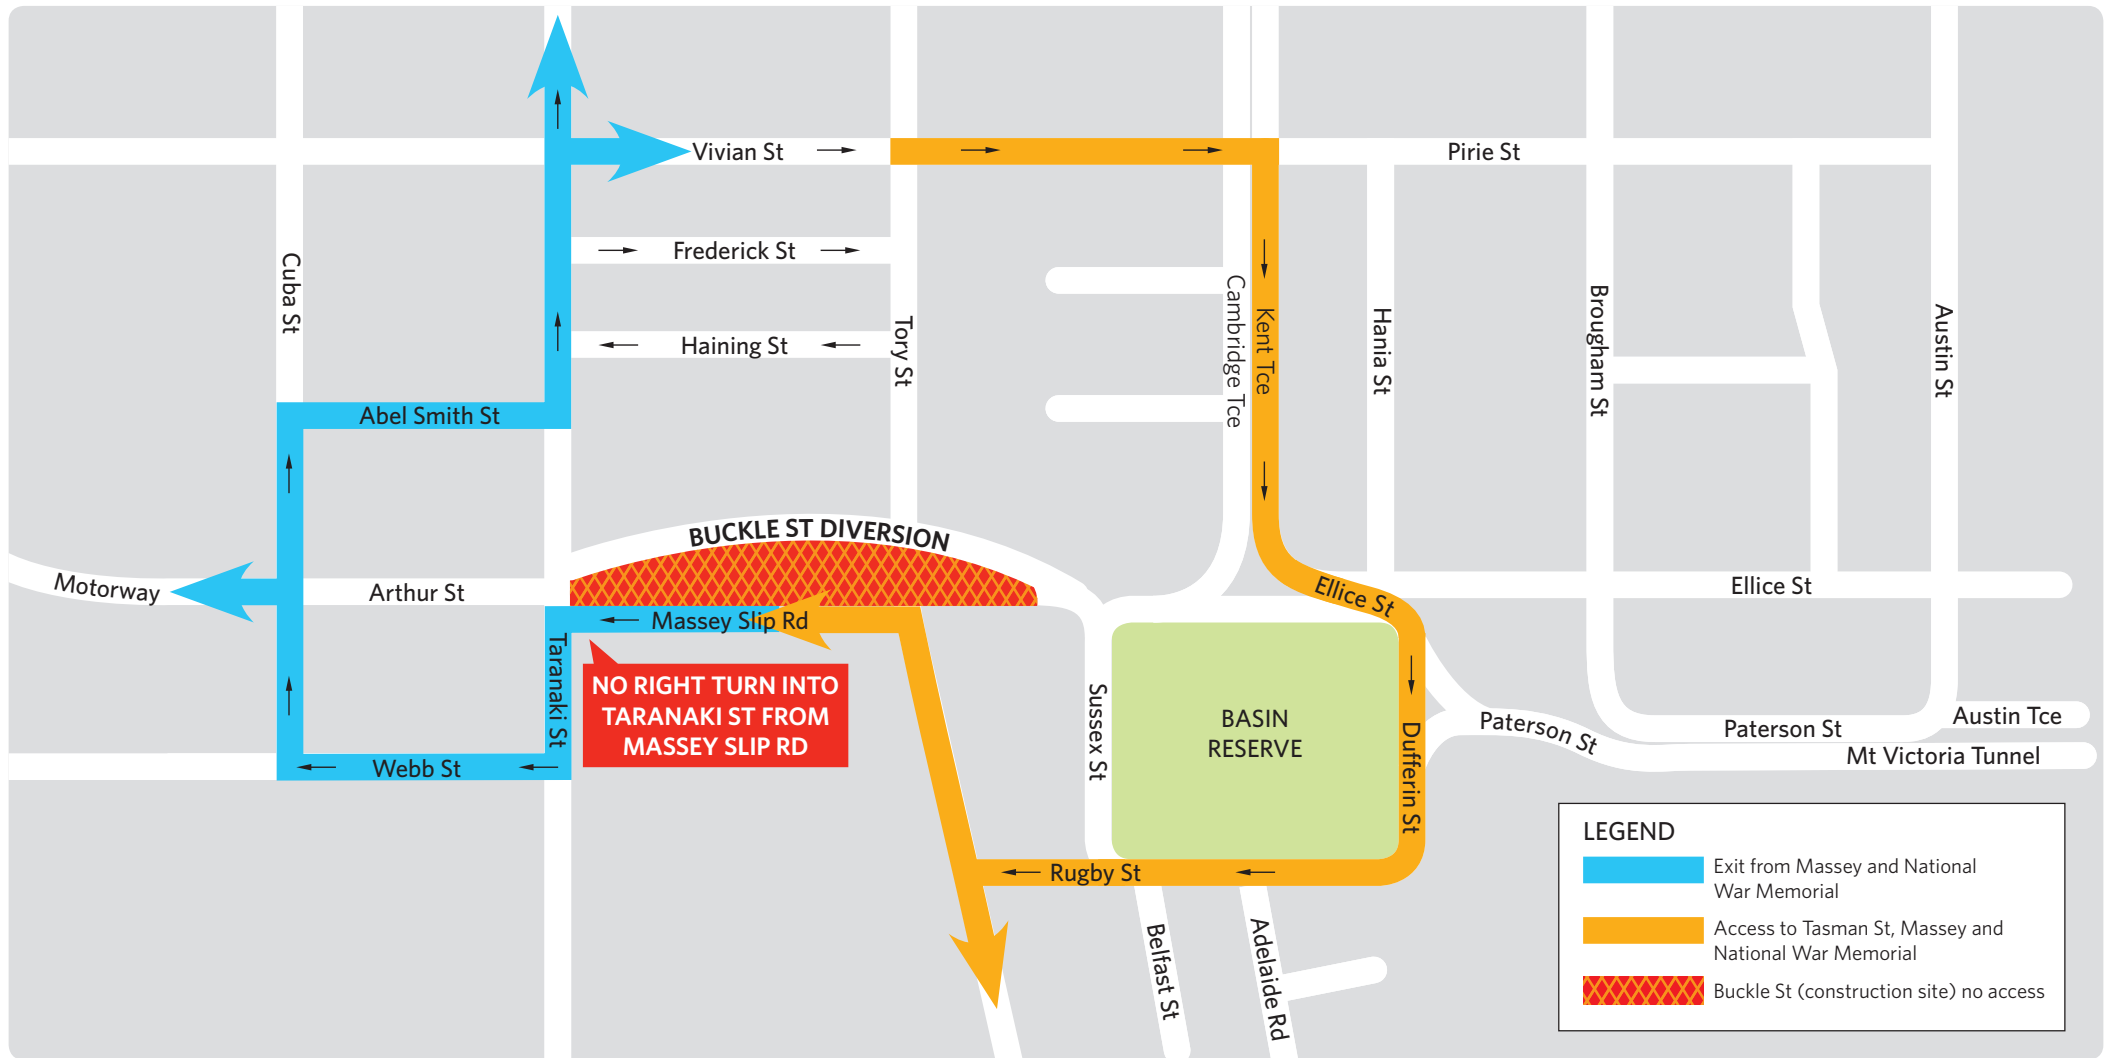 Vivian St
Pirie St
Frederick St
Haining St
Cuba St
Tory St
Cambridge Tce
Kent Tce
Hania St
Brougham St
Austin St
Abel Smith St
BUCKLE ST DIVERSION
Motorway
Arthur St
Massey Slip Rd
Ellice St
Ellice St
Taranaki St
NO RIGHT TURN INTO
TARANAKI ST FROM
MASSEY SLIP RD
Sussex St
BASIN
RESERVE
Dufferin St
Paterson St
Paterson St
Austin Tce
Mt Victoria Tunnel
Webb St
Rugby St
Belfast St
Adelaide Rd
LEGEND
Exit from Massey and National
War Memorial
Access to Tasman St, Massey and
National War Memorial
Buckle St (construction site) no access